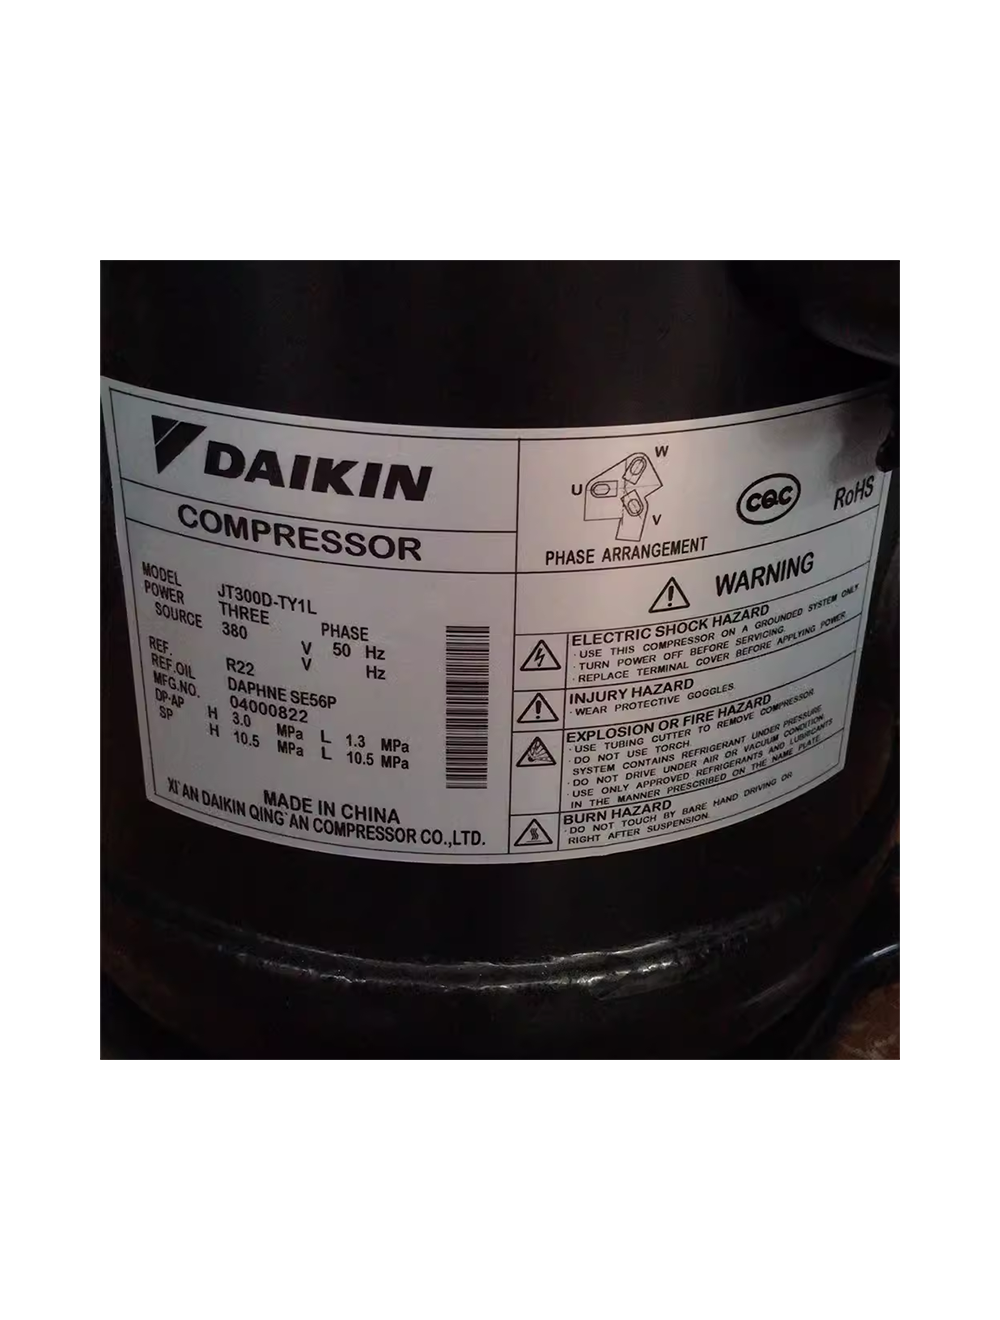 DAIKIN
COMPRESSOR
MODEL JT300D-TY1L
POWER THREE PHASE
SOURCE 380 V 50 Hz
V Hz
REF. R22
REF.OIL DAPHNE SE56P
MFG.NO. 04000822
DP-AP H 3.0 MPa L 1.3 MPa
SP H 10.5 MPa L 10.5 MPa
MADE IN CHINA
XI'AN DAIKIN QING'AN COMPRESSOR CO.,LTD.
W
U
V
PHASE ARRANGEMENT
CQC
RoHS
WARNING
ELECTRIC SHOCK HAZARD
· USE THIS COMPRESSOR ON A GROUNDED SYSTEM ONLY
· TURN POWER OFF BEFORE SERVICING.
· REPLACE TERMINAL COVER BEFORE APPLYING POWER
INJURY HAZARD
· WEAR PROTECTIVE GOGGLES.
EXPLOSION OR FIRE HAZARD
· USE TUBING CUTTER TO REMOVE COMPRESSOR
· DO NOT USE TORCH.
SYSTEM CONTAINS REFRIGERANT UNDER PRESSURE
· DO NOT DRIVE UNDER AIR OR VACUUM CONDITION.
· USE ONLY APPROVED REFRIGERANTS AND LUBRICANTS
IN THE MANNER PRESCRIBED ON THE NAME PLATE.
BURN HAZARD
· DO NOT TOUCH BY BARE HAND DRIVING OR
RIGHT AFTER SUSPENSION.